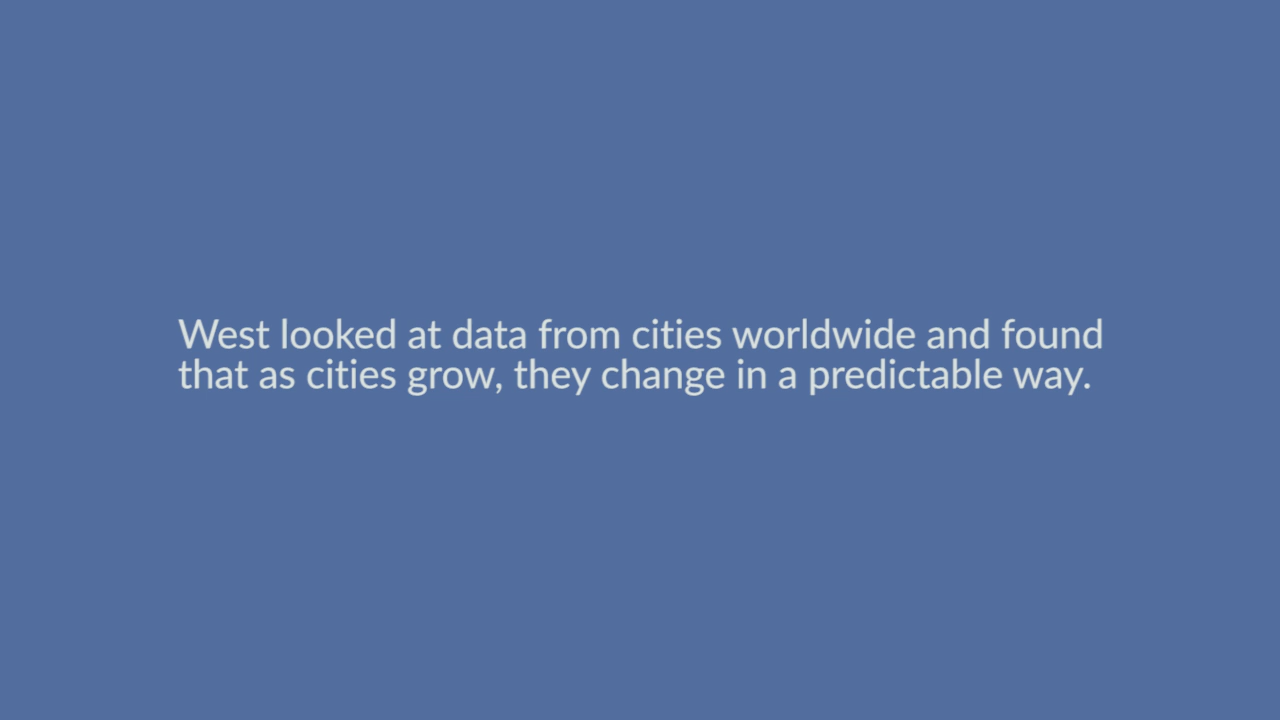 West looked at data from cities worldwide and found
that as cities grow, they change in a predictable way.